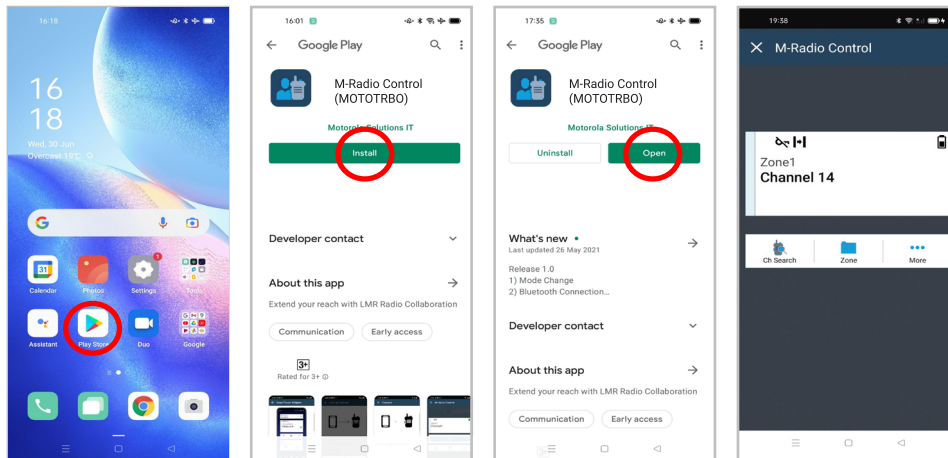 16:18
16
18
Wed, 30 Jun
Overcast 19°C
G
31
Calendar
Photos
Settings
Tools
Assistant
Play Store
Duo
Google
16:01
Google Play
M-Radio Control
(MOTOTRBO)
Motorola Solutions IT
Install
Developer contact
About this app
Extend your reach with LMR Radio Collaboration
Communication
Early access
3+
Rated for 3+
17:35
Google Play
M-Radio Control
(MOTOTRBO)
Motorola Solutions IT
Uninstall
Open
What's new •
Last updated 26 May 2021
Release 1.0
1) Mode Change
2) Bluetooth Connection...
Developer contact
About this app
Extend your reach with LMR Radio Collaboration
Communication
Early access
19:38
M-Radio Control
Zone1
Channel 14
Ch Search
Zone
More